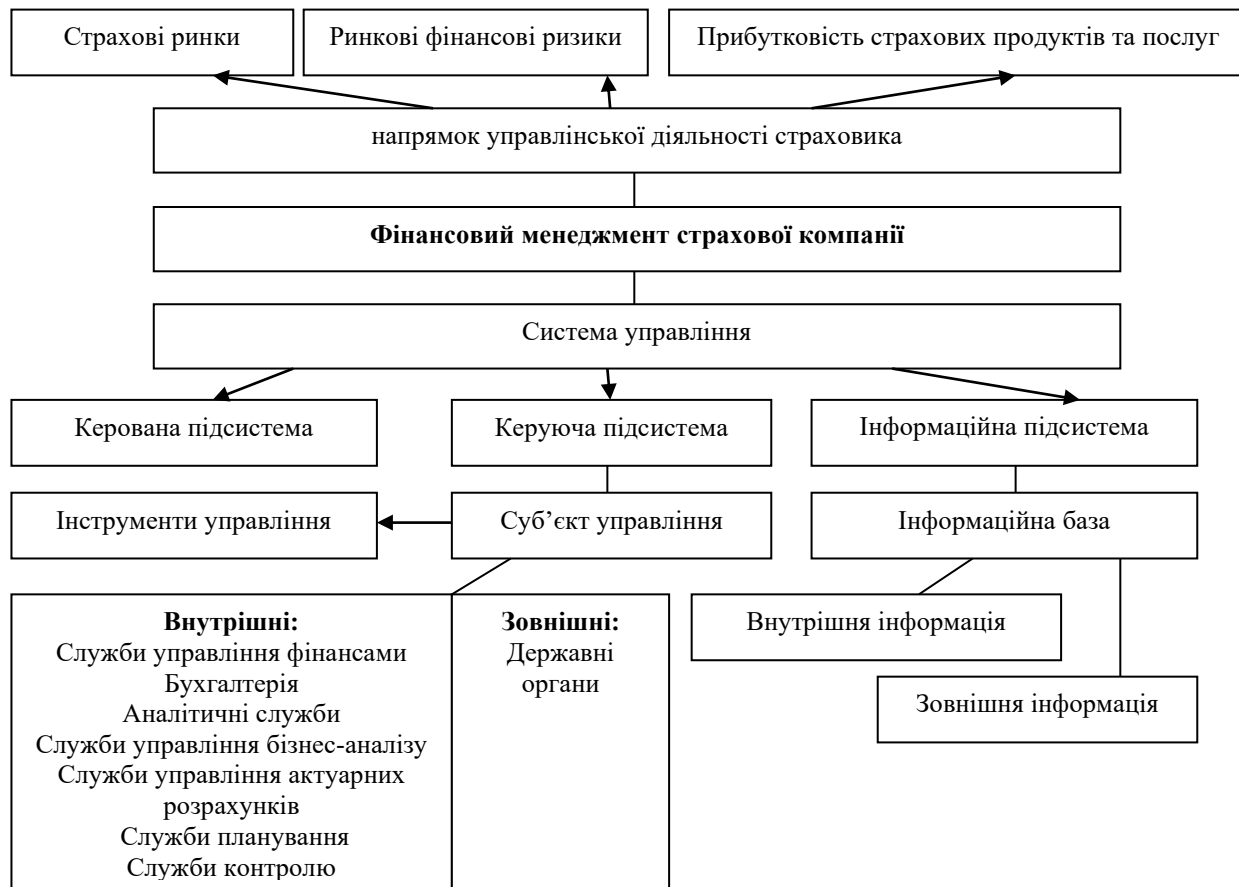 Страхові ринки
Ринкові фінансові ризики
Прибутковість страхових продуктів та послуг
напрямок управлінської діяльності страховика
Фінансовий менеджмент страхової компанії
Система управління
Керована підсистема
Керуюча підсистема
Інформаційна підсистема
Інструменти управління
Суб’єкт управління
Інформаційна база
Внутрішні:
Служби управління фінансами
Бухгалтерія
Аналітичні служби
Служби управління бізнес-аналізу
Служби управління актуарних
розрахунків
Служби планування
Служби контролю
Зовнішні:
Державні
органи
Внутрішня інформація
Зовнішня інформація